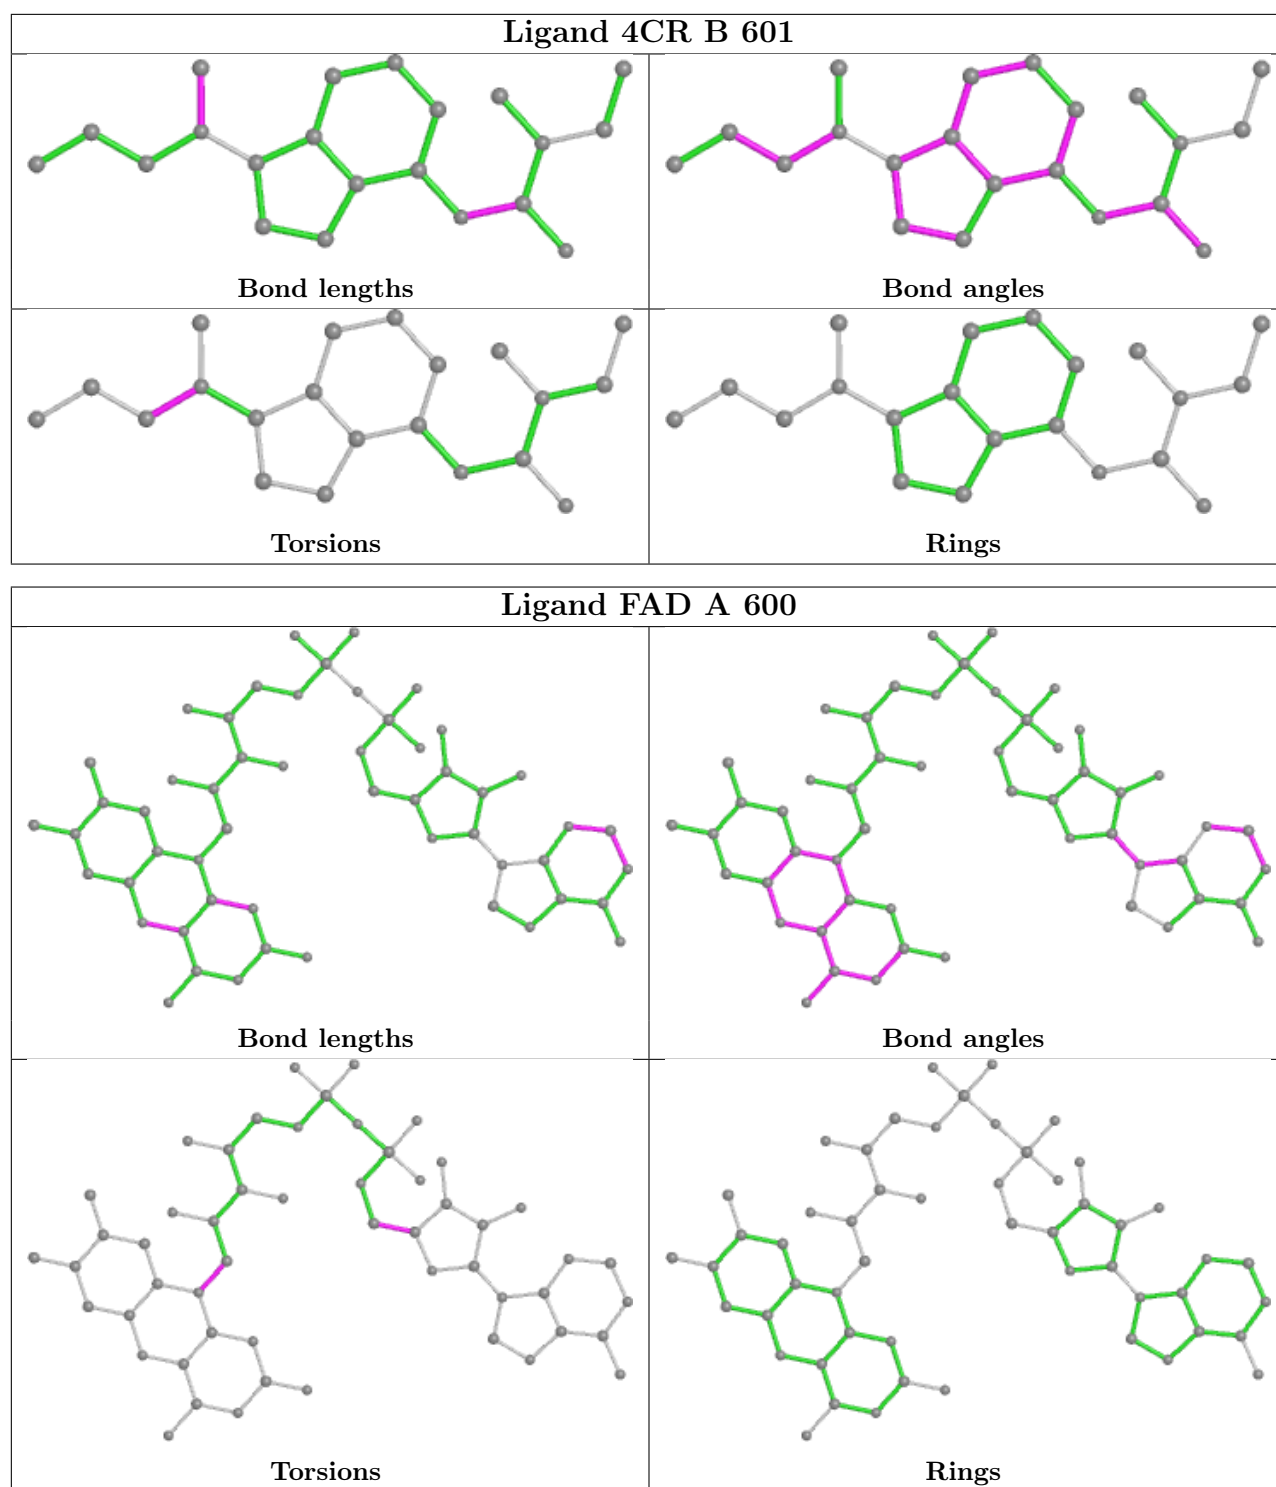 Ligand 4CR B 601
Bond lengths
Bond angles
Torsions
Rings
Ligand FAD A 600
Bond lengths
Bond angles
Torsions
Rings